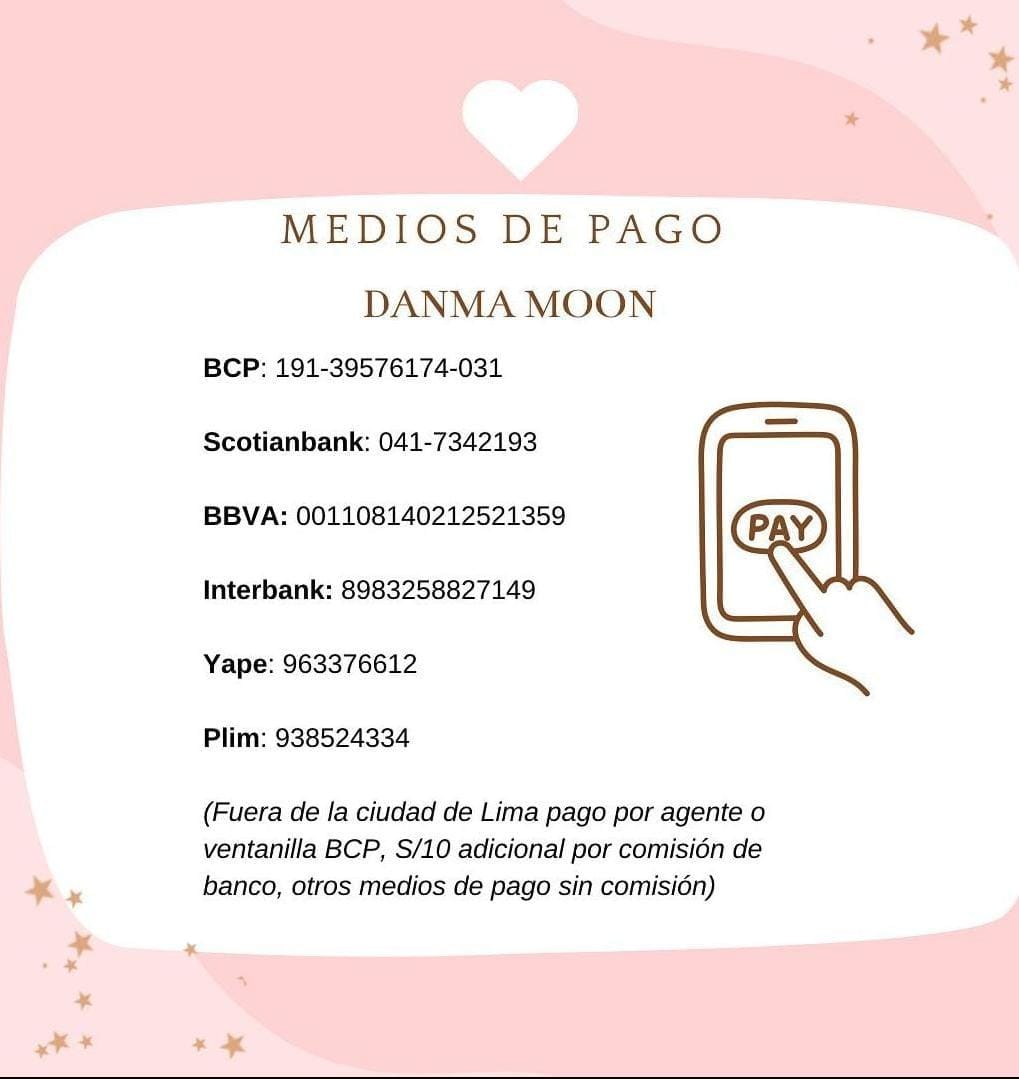 MEDIOS DE PAGO
DANMA MOON
BCP: 191-39576174-031
Scotianbank: 041-7342193
BBVA: 001108140212521359
Interbank: 8983258827149
Yape: 963376612
Plim: 938524334
PAY
(Fuera de la ciudad de Lima pago por agente o
ventanilla BCP, S/10 adicional por comisión de
banco, otros medios de pago sin comisión)